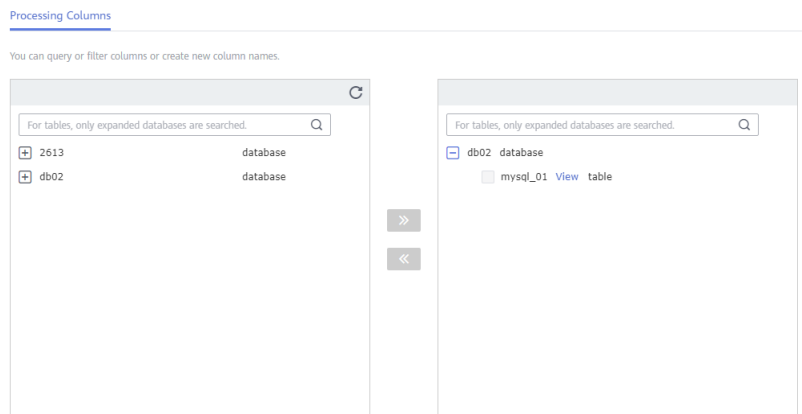 Processing Columns
You can query or filter columns or create new column names.
For tables, only expanded databases are searched.
2613 database
db02 database
For tables, only expanded databases are searched.
db02 database
mysql_01 View table